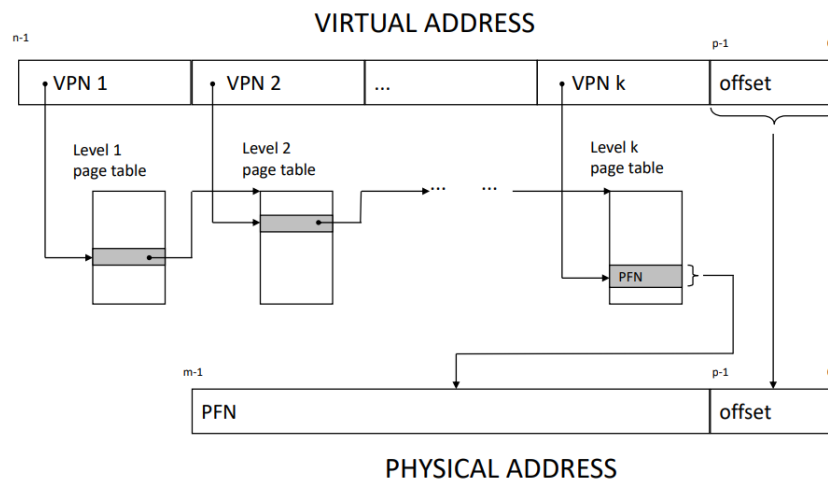 VIRTUAL ADDRESS
n-1
p-1
VPN 1
VPN 2
...
VPN k
offset
Level 1
page table
Level 2
page table
Level k
page table
...
...
PFN
m-1
p-1
PFN
offset
PHYSICAL ADDRESS